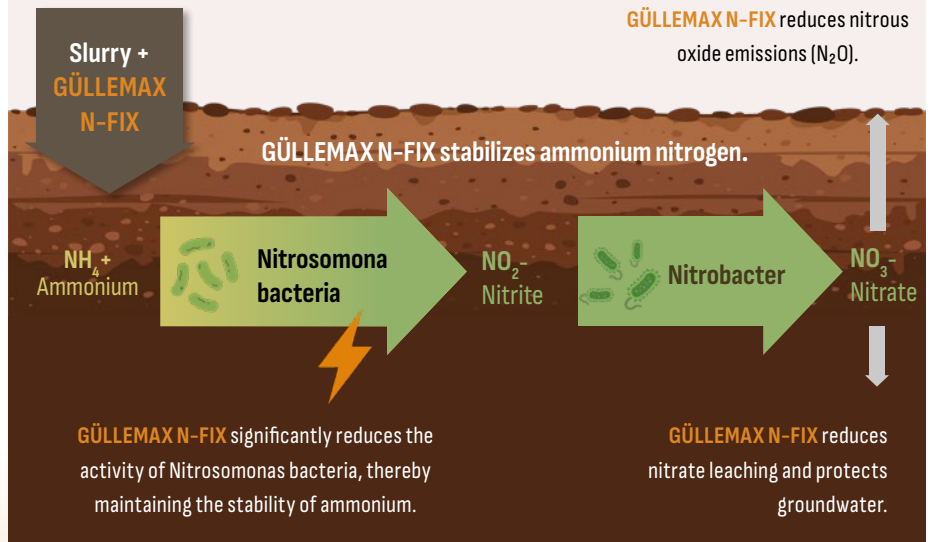 GÜLLEMAX N-FIX reduces nitrous
oxide emissions (N₂O).
Slurry +
GÜLLEMAX
N-FIX
GÜLLEMAX N-FIX stabilizes ammonium nitrogen.
NH₄+
Ammonium
Nitrosomona
bacteria
NO₂-
Nitrite
Nitrobacter
NO₃-
Nitrate
GÜLLEMAX N-FIX significantly reduces the
activity of Nitrosomonas bacteria, thereby
maintaining the stability of ammonium.
GÜLLEMAX N-FIX reduces
nitrate leaching and protects
groundwater.